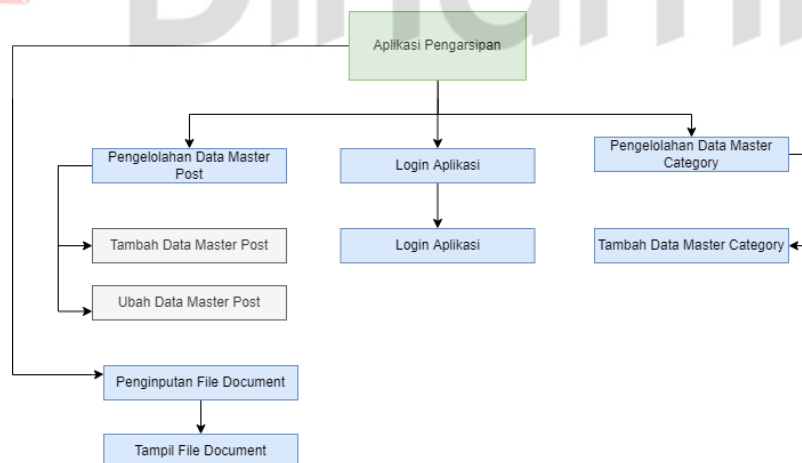 Aplikasi Pengarsipan
Pengelolahan Data Master
Post
Login Aplikasi
Pengelolahan Data Master
Category
Tambah Data Master Post
Login Aplikasi
Tambah Data Master Category
Ubah Data Master Post
Penginputan File Document
Tampil File Document